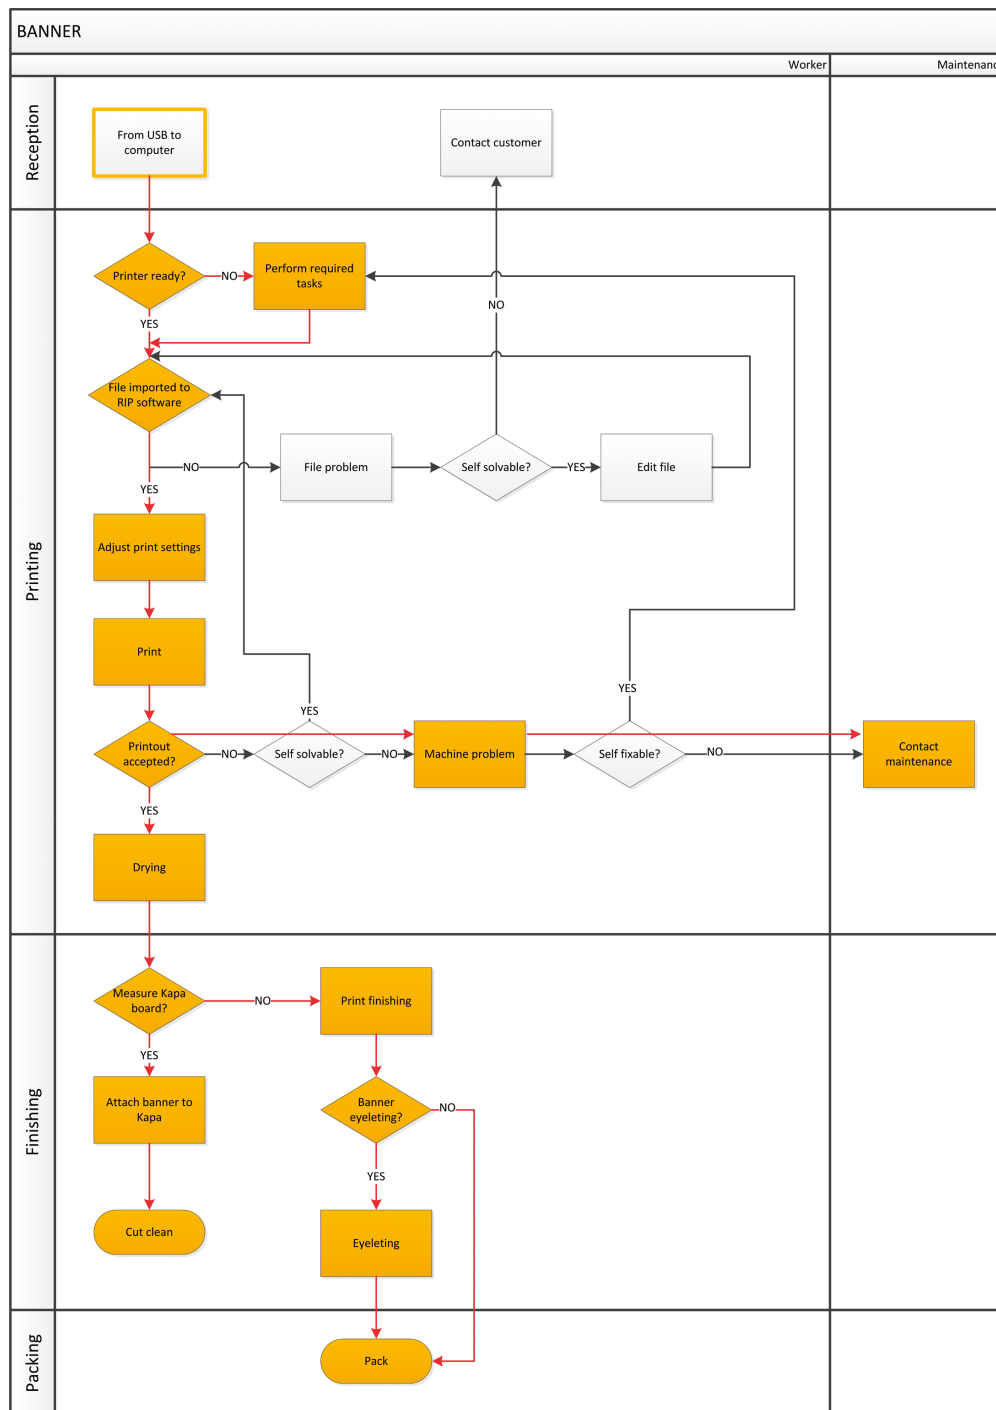 BANNER
Worker
Maintenance
Reception
From USB to
computer
Contact customer
Printing
Printer ready?
NO
Perform required
tasks
YES
NO
File imported to
RIP software
NO
File problem
Self solvable?
YES
Edit file
YES
Adjust print settings
Print
YES
YES
Printout
accepted?
NO
Self solvable?
NO
Machine problem
Self fixable?
NO
Contact
maintenance
YES
Drying
Finishing
Measure Kapa
board?
NO
Print finishing
YES
Attach banner to
Kapa
Banner
eyeleting?
NO
YES
Cut clean
Eyeleting
Packing
Pack